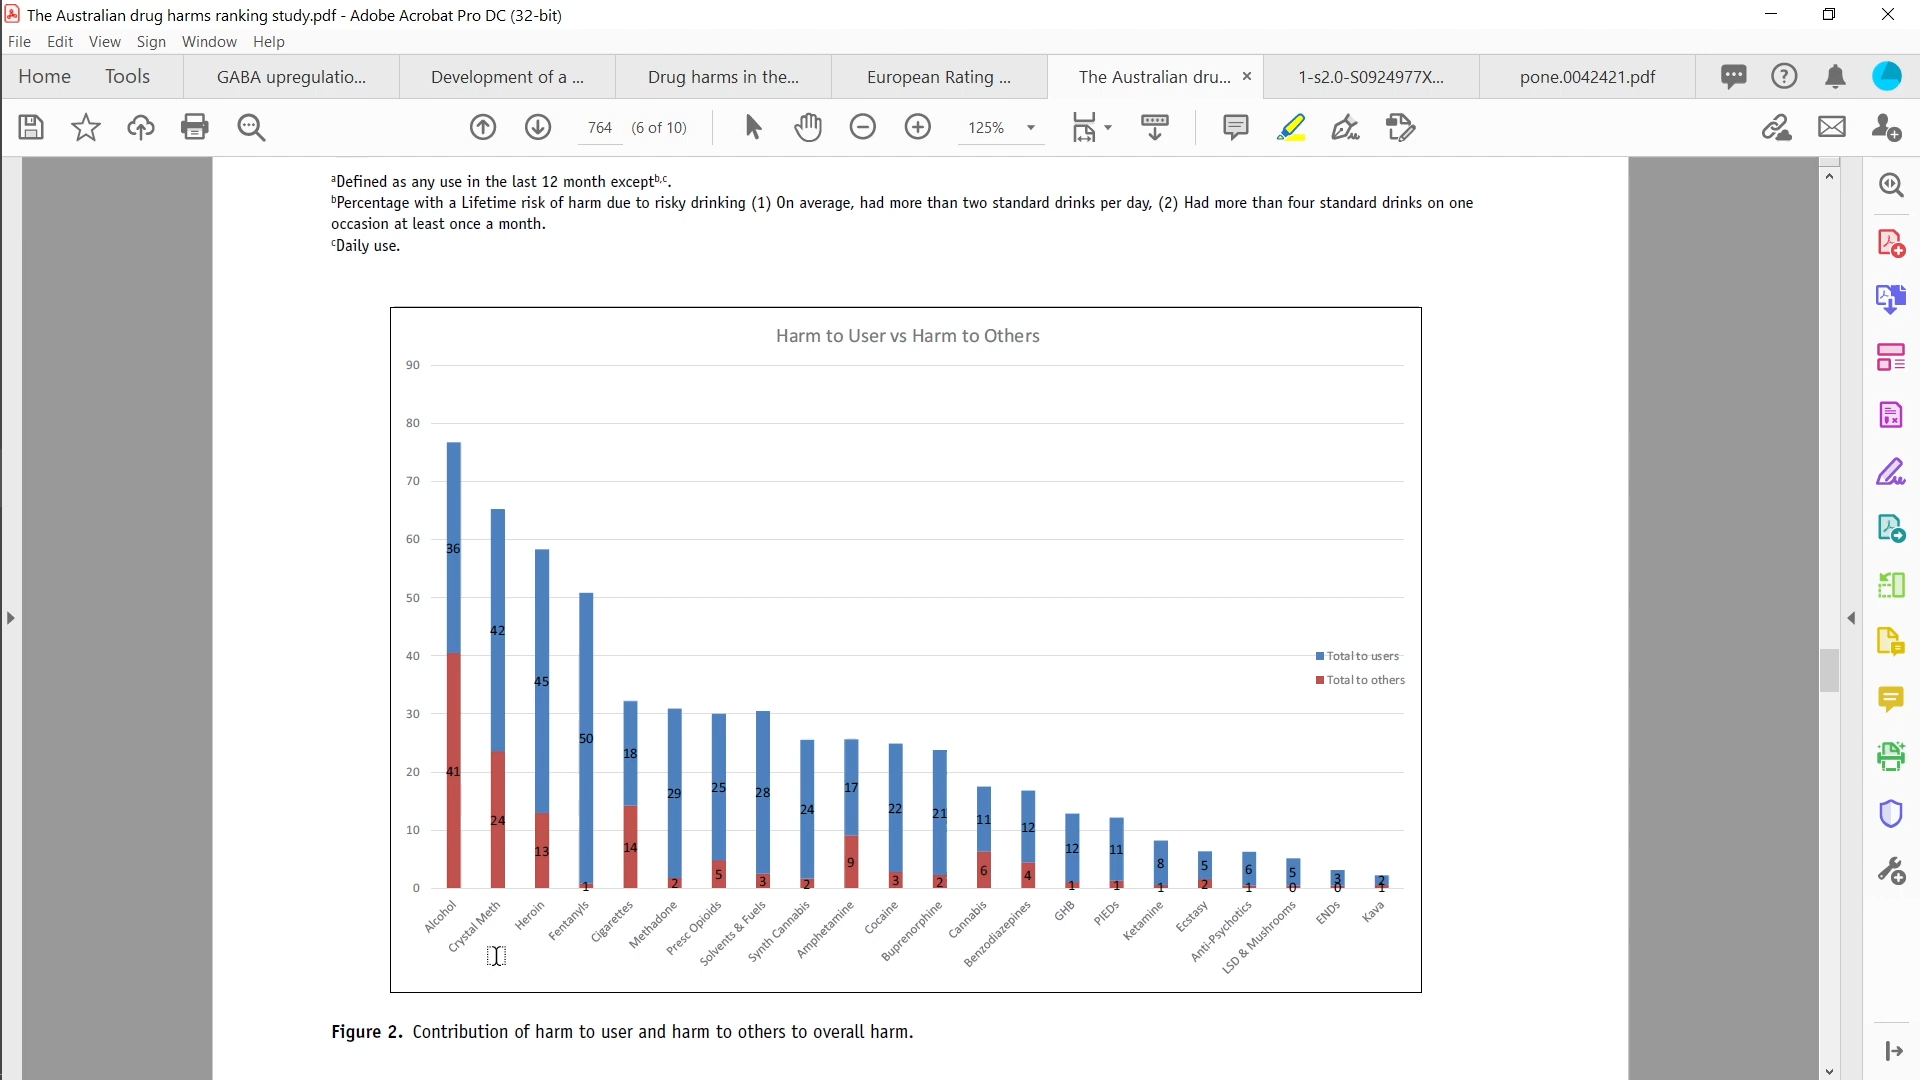 The Australian drug harms ranking study.pdf - Adobe Acrobat Pro DC (32-bit)
File Edit View Sign Window Help
Home Tools GABA upregulatio... Development of a ... Drug harms in the... European Rating ... The Australian dru... × 1-s2.0-S0924977X... pone.0042421.pdf
764 (6 of 10) 125%
ᵃDefined as any use in the last 12 month exceptᵇ,ᶜ.
ᵇPercentage with a Lifetime risk of harm due to risky drinking (1) On average, had more than two standard drinks per day, (2) Had more than four standard drinks on one
occasion at least once a month.
ᶜDaily use.
Harm to User vs Harm to Others
90
80
70
60
50
40
30
20
10
0
36 42 45 50 18 29 25 28 24 17 22 21 11 12 12 11 8 5 6 5 3 2
41 24 13 1 14 2 5 3 2 9 3 2 6 4 1 1 1 2 1 0 0 1
Total to users
Total to others
Alcohol
Crystal Meth
Heroin
Fentanyls
Cigarettes
Methadone
Presc Opioids
Solvents & Fuels
Synth Cannabis
Amphetamine
Cocaine
Buprenorphine
Cannabis
Benzodiazepines
GHB
PIEDs
Ketamine
Ecstasy
Anti-Psychotics
LSD & Mushrooms
ENDs
Kava
Figure 2. Contribution of harm to user and harm to others to overall harm.